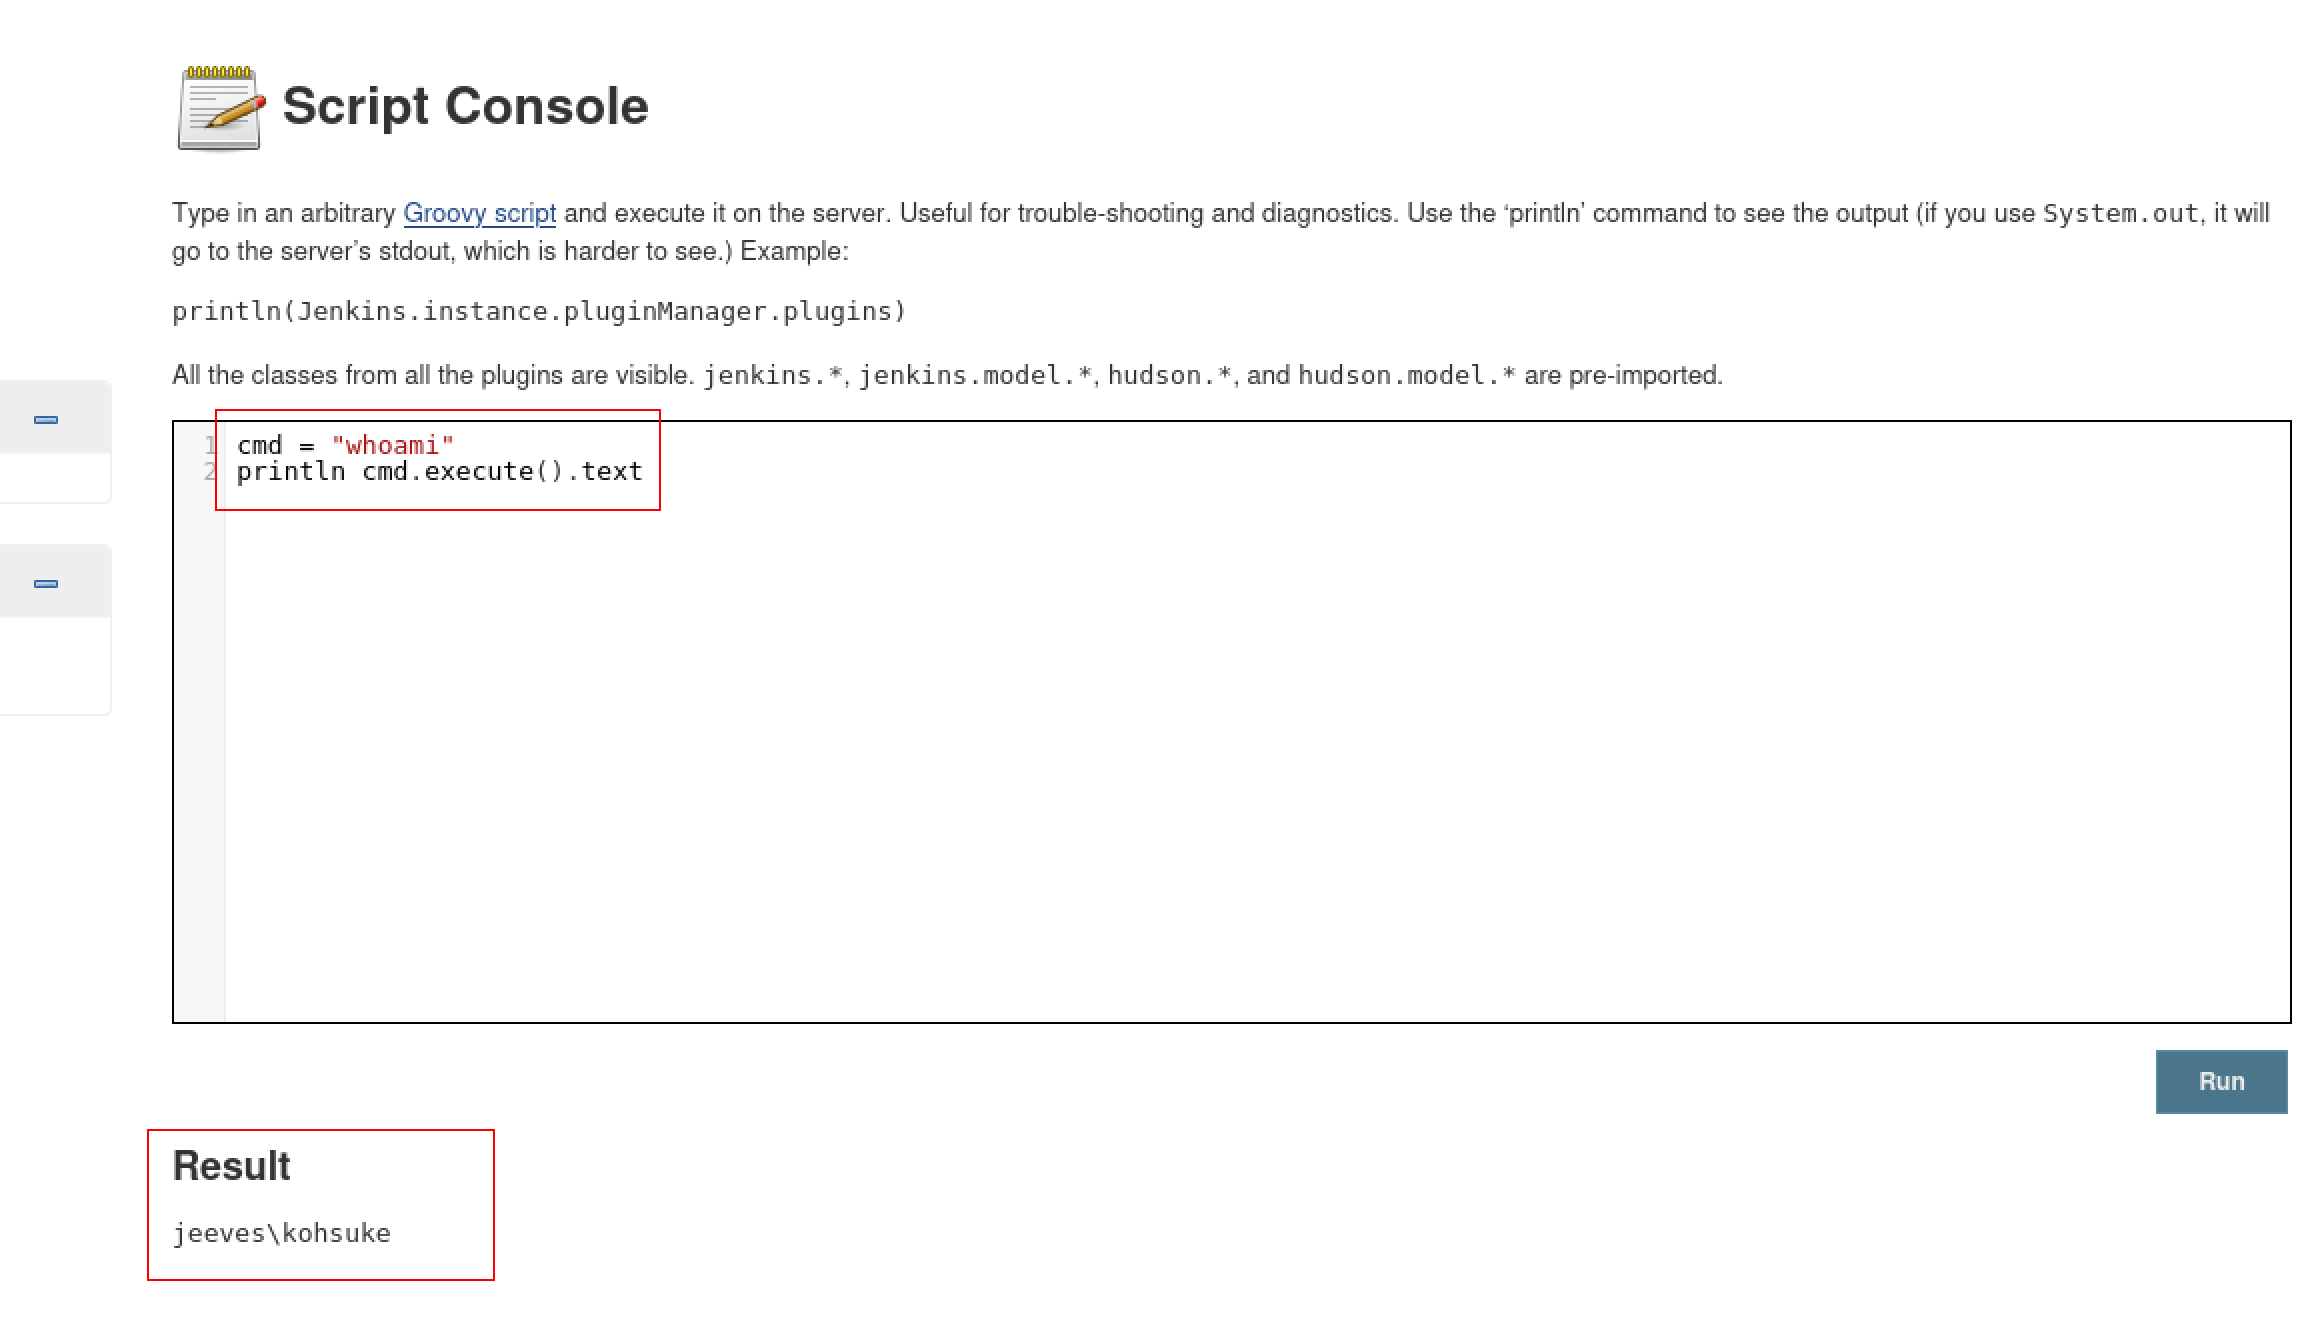 Script Console
Type in an arbitrary Groovy script and execute it on the server. Useful for trouble-shooting and diagnostics. Use the ‘println’ command to see the output (if you use System.out, it will
go to the server’s stdout, which is harder to see.) Example:
println(Jenkins.instance.pluginManager.plugins)
All the classes from all the plugins are visible. jenkins.*, jenkins.model.*, hudson.*, and hudson.model.* are pre-imported.
1 cmd = "whoami"
2 println cmd.execute().text
Run
Result
jeeves\kohsuke